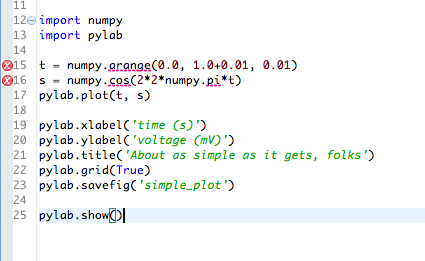 11
12 import numpy
13 import pylab
14
15 t = numpy.arange(0.0, 1.0+0.01, 0.01)
16 s = numpy.cos(2*2*numpy.pi*t)
17 pylab.plot(t, s)
18
19 pylab.xlabel('time (s)')
20 pylab.ylabel('voltage (mV)')
21 pylab.title('About as simple as it gets, folks')
22 pylab.grid(True)
23 pylab.savefig('simple_plot')
24
25 pylab.show()